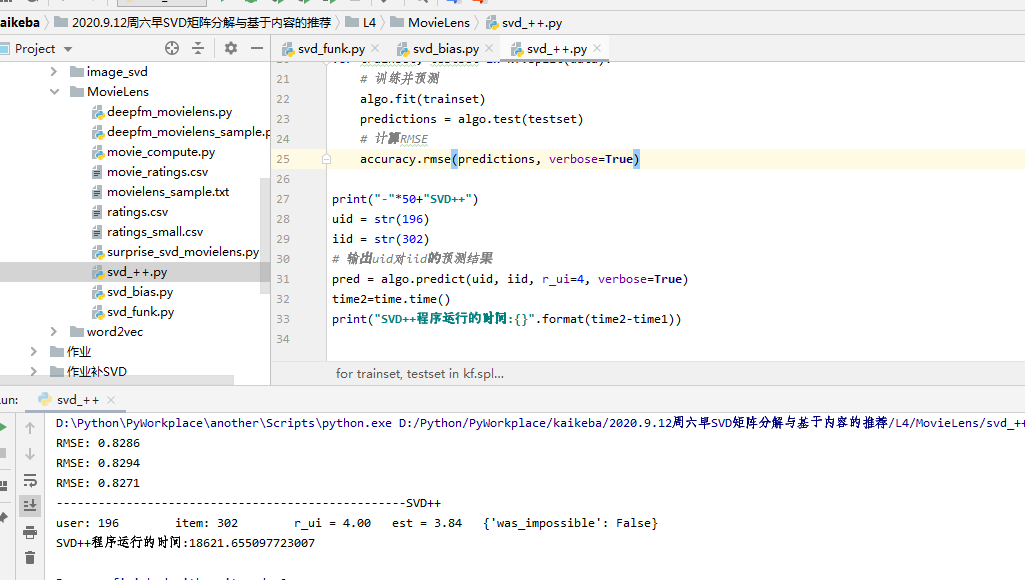 aikeba 2020.9.12周六早SVD矩阵分解与基于内容的推荐 L4 MovieLens svd_++.py
Project
svd_funk.py svd_bias.py svd_++.py
image_svd
MovieLens
deepfm_movielens.py
deepfm_movielens_sample.p
movie_compute.py
movie_ratings.csv
movielens_sample.txt
ratings.csv
ratings_small.csv
surprise_svd_movielens.py
svd_++.py
svd_bias.py
svd_funk.py
word2vec
作业
作业补SVD
21 # 训练并预测
22 algo.fit(trainset)
23 predictions = algo.test(testset)
24 # 计算RMSE
25 accuracy.rmse(predictions, verbose=True)
26
27 print("-"*50+"SVD++")
28 uid = str(196)
29 iid = str(302)
30 # 输出uid对iid的预测结果
31 pred = algo.predict(uid, iid, r_ui=4, verbose=True)
32 time2=time.time()
33 print("SVD++程序运行的时间:{}".format(time2-time1))
34
for trainset, testset in kf.spl...
un: svd_++
D:\Python\PyWorkplace\another\Scripts\python.exe D:/Python/PyWorkplace/kaikeba/2020.9.12周六早SVD矩阵分解与基于内容的推荐/L4/MovieLens/svd_++
RMSE: 0.8286
RMSE: 0.8294
RMSE: 0.8271
--------------------------------------------------SVD++
user: 196 item: 302 r_ui = 4.00 est = 3.84 {'was_impossible': False}
SVD++程序运行的时间:18621.655097723007